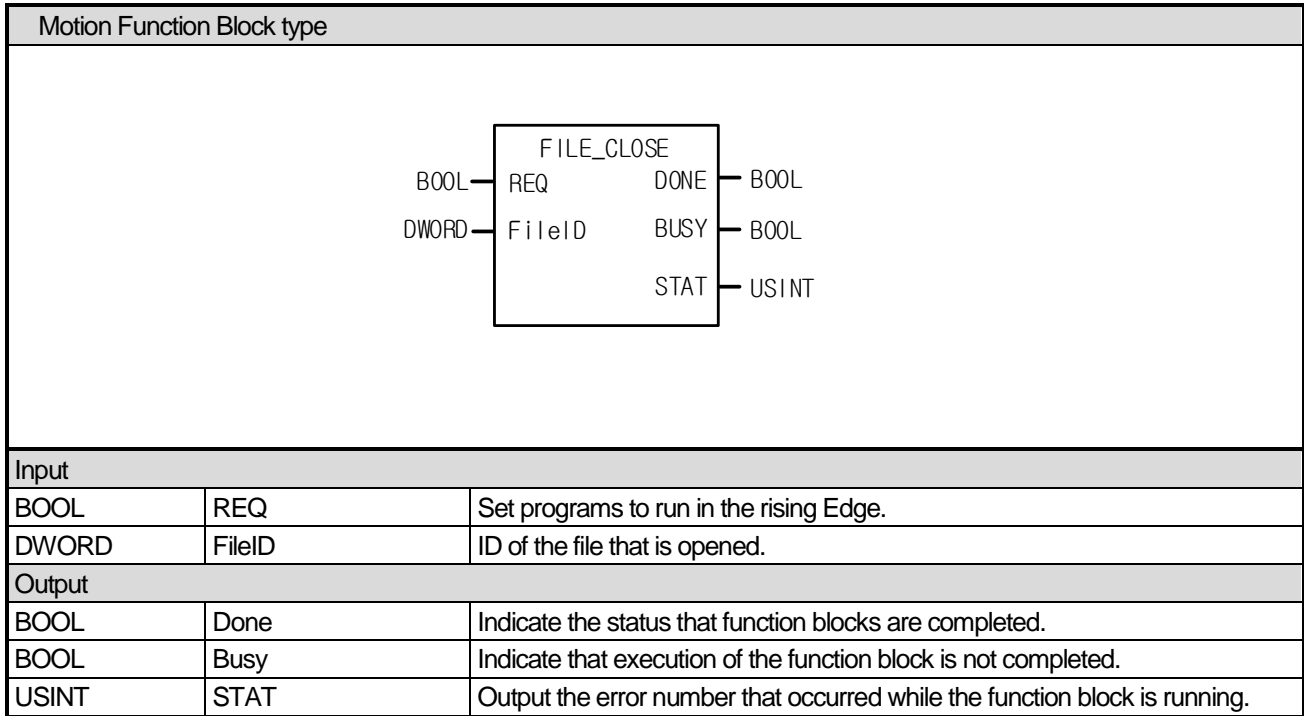 Motion Function Block type
FILE_CLOSE
BOOL REQ DONE BOOL
DWORD FileID BUSY BOOL
STAT USINT
Input
BOOL REQ Set programs to run in the rising Edge.
DWORD FileID ID of the file that is opened.
Output
BOOL Done Indicate the status that function blocks are completed.
BOOL Busy Indicate that execution of the function block is not completed.
USINT STAT Output the error number that occurred while the function block is running.